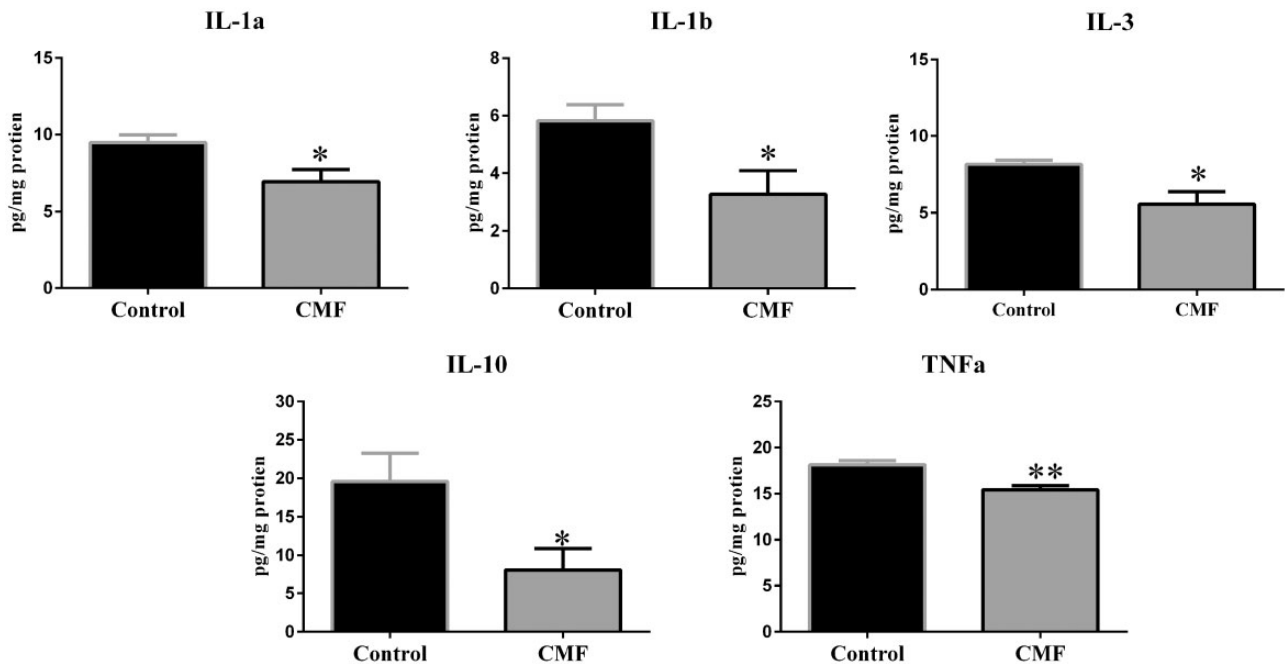 IL-1a
15
10
5
0
pg/mg protien
*
Control
CMF
IL-1b
8
6
4
2
0
pg/mg protien
*
Control
CMF
IL-3
15
10
5
0
pg/mg protien
*
Control
CMF
IL-10
30
25
20
15
10
5
0
pg/mg protien
*
Control
CMF
TNFa
25
20
15
10
5
0
pg/mg protien
**
Control
CMF